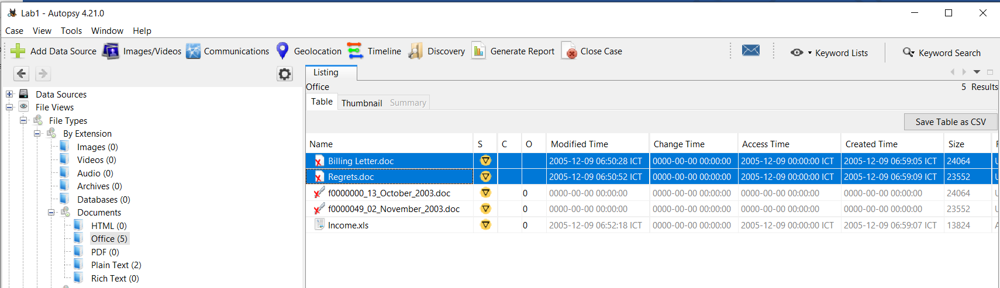 Lab1 - Autopsy 4.21.0
Case View Tools Window Help
Add Data Source Images/Videos Communications Geolocation Timeline Discovery Generate Report Close Case Keyword Lists Keyword Search
Listing
Office 5 Results
Table Thumbnail Summary
Save Table as CSV
Data Sources
File Views
File Types
By Extension
Images (0)
Videos (0)
Audio (0)
Archives (0)
Databases (0)
Documents
HTML (0)
Office (5)
PDF (0)
Plain Text (2)
Rich Text (0)
Name S C O Modified Time Change Time Access Time Created Time Size F
Billing Letter.doc 2005-12-09 06:50:28 ICT 0000-00-00 00:00:00 2005-12-09 00:00:00 ICT 2005-12-09 06:59:05 ICT 24064 U
Regrets.doc 2005-12-09 06:50:52 ICT 0000-00-00 00:00:00 2005-12-09 00:00:00 ICT 2005-12-09 06:59:09 ICT 23552 U
f0000000_13_October_2003.doc 0 0000-00-00 00:00:00 0000-00-00 00:00:00 0000-00-00 00:00:00 0000-00-00 00:00:00 24064 U
f0000049_02_November_2003.doc 0 0000-00-00 00:00:00 0000-00-00 00:00:00 0000-00-00 00:00:00 0000-00-00 00:00:00 23552 U
Income.xls 0 2005-12-09 06:52:18 ICT 0000-00-00 00:00:00 2005-12-09 00:00:00 ICT 2005-12-09 06:59:07 ICT 13824 A